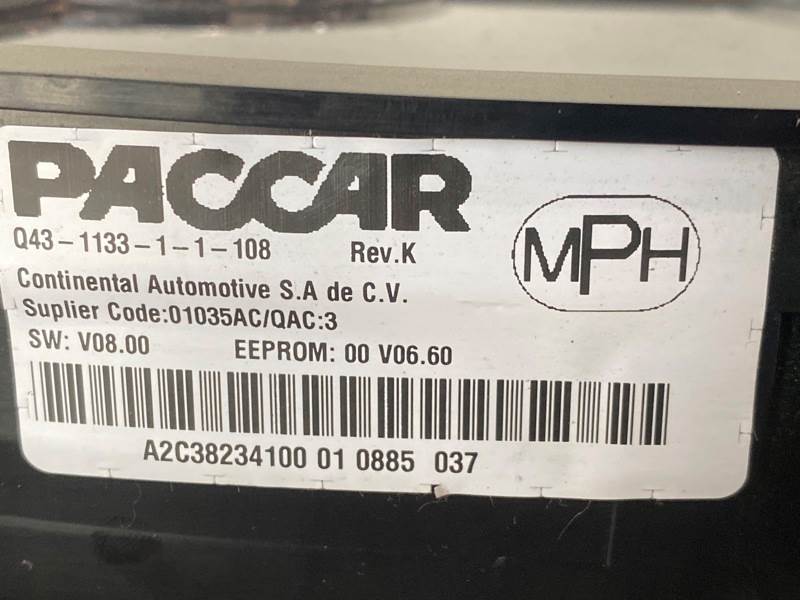 PACCAR
Q43-1133-1-1-108 Rev.K
MPH
Continental Automotive S.A de C.V.
Suplier Code:01035AC/QAC:3
SW: V08.00 EEPROM: 00 V06.60
A2C38234100 01 0885 037